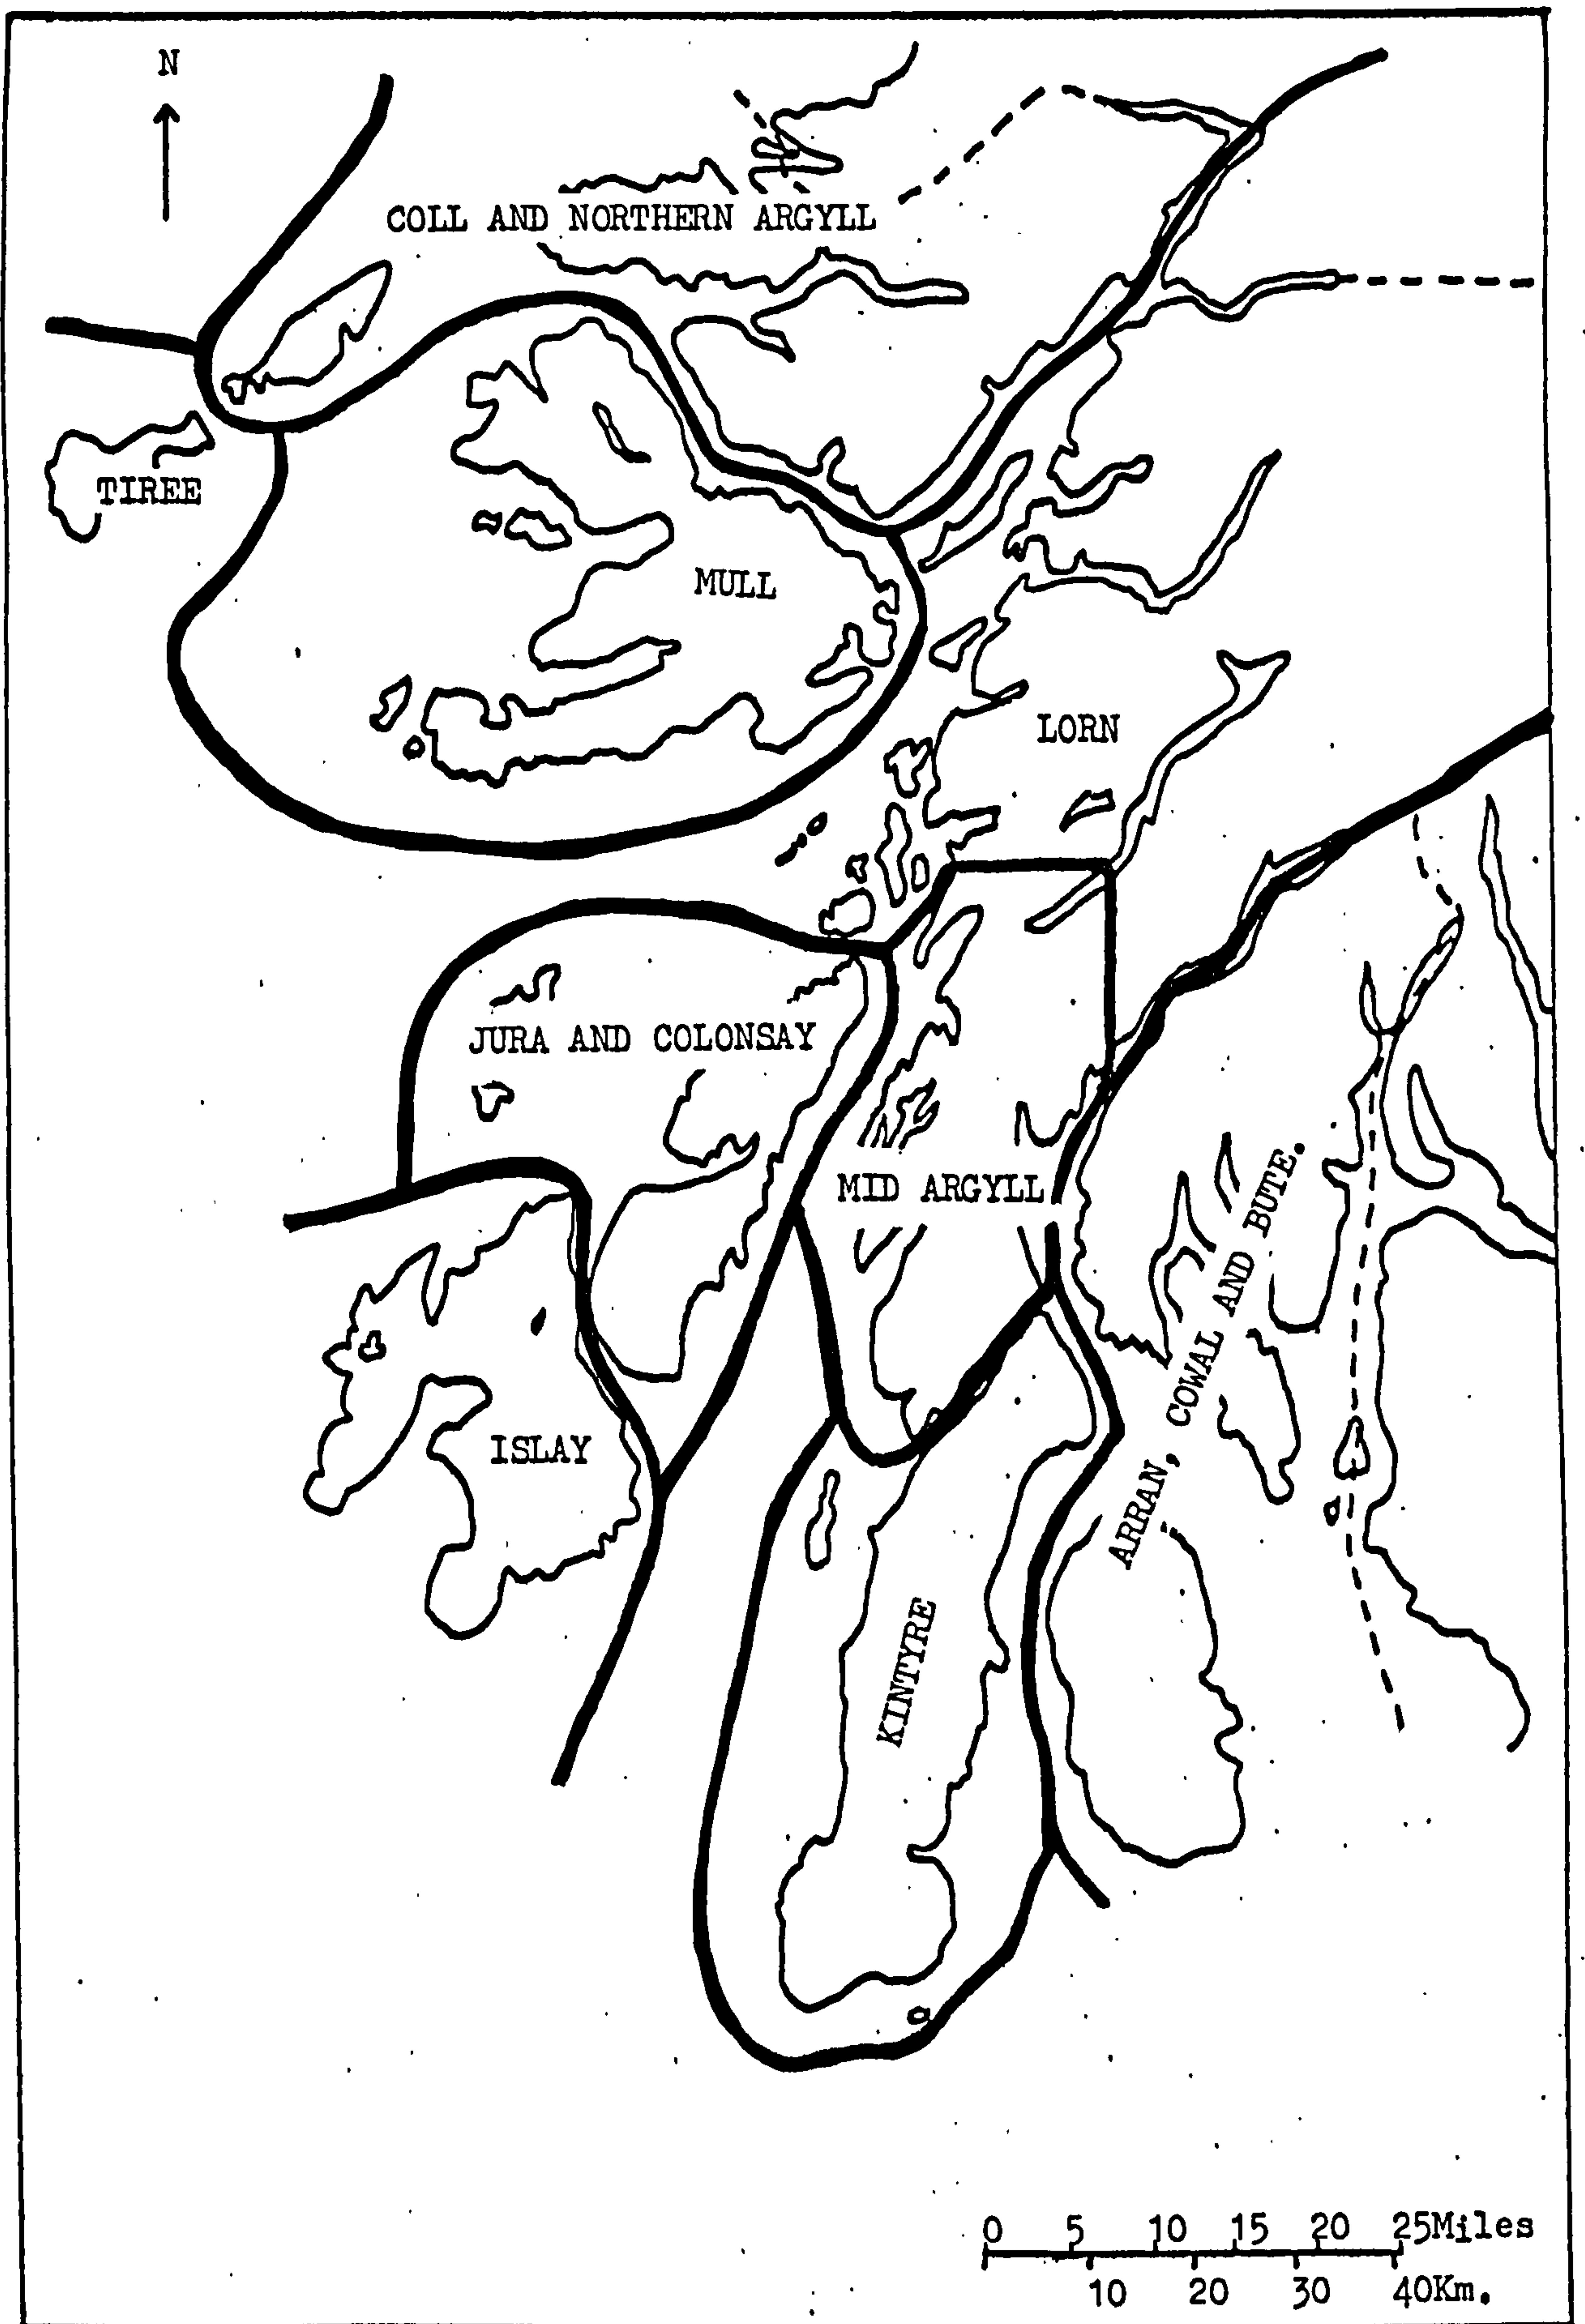 N
COLL AND NORTHERN ARGYLL
TIREE
MULL
LORN
JURA AND COLONSAY
MID ARGYLL
ARRAN, COWAL AND BUTE.
ISLAY
KINTYRE
0 5 10 15 20 25Miles
10 20 30 40Km.